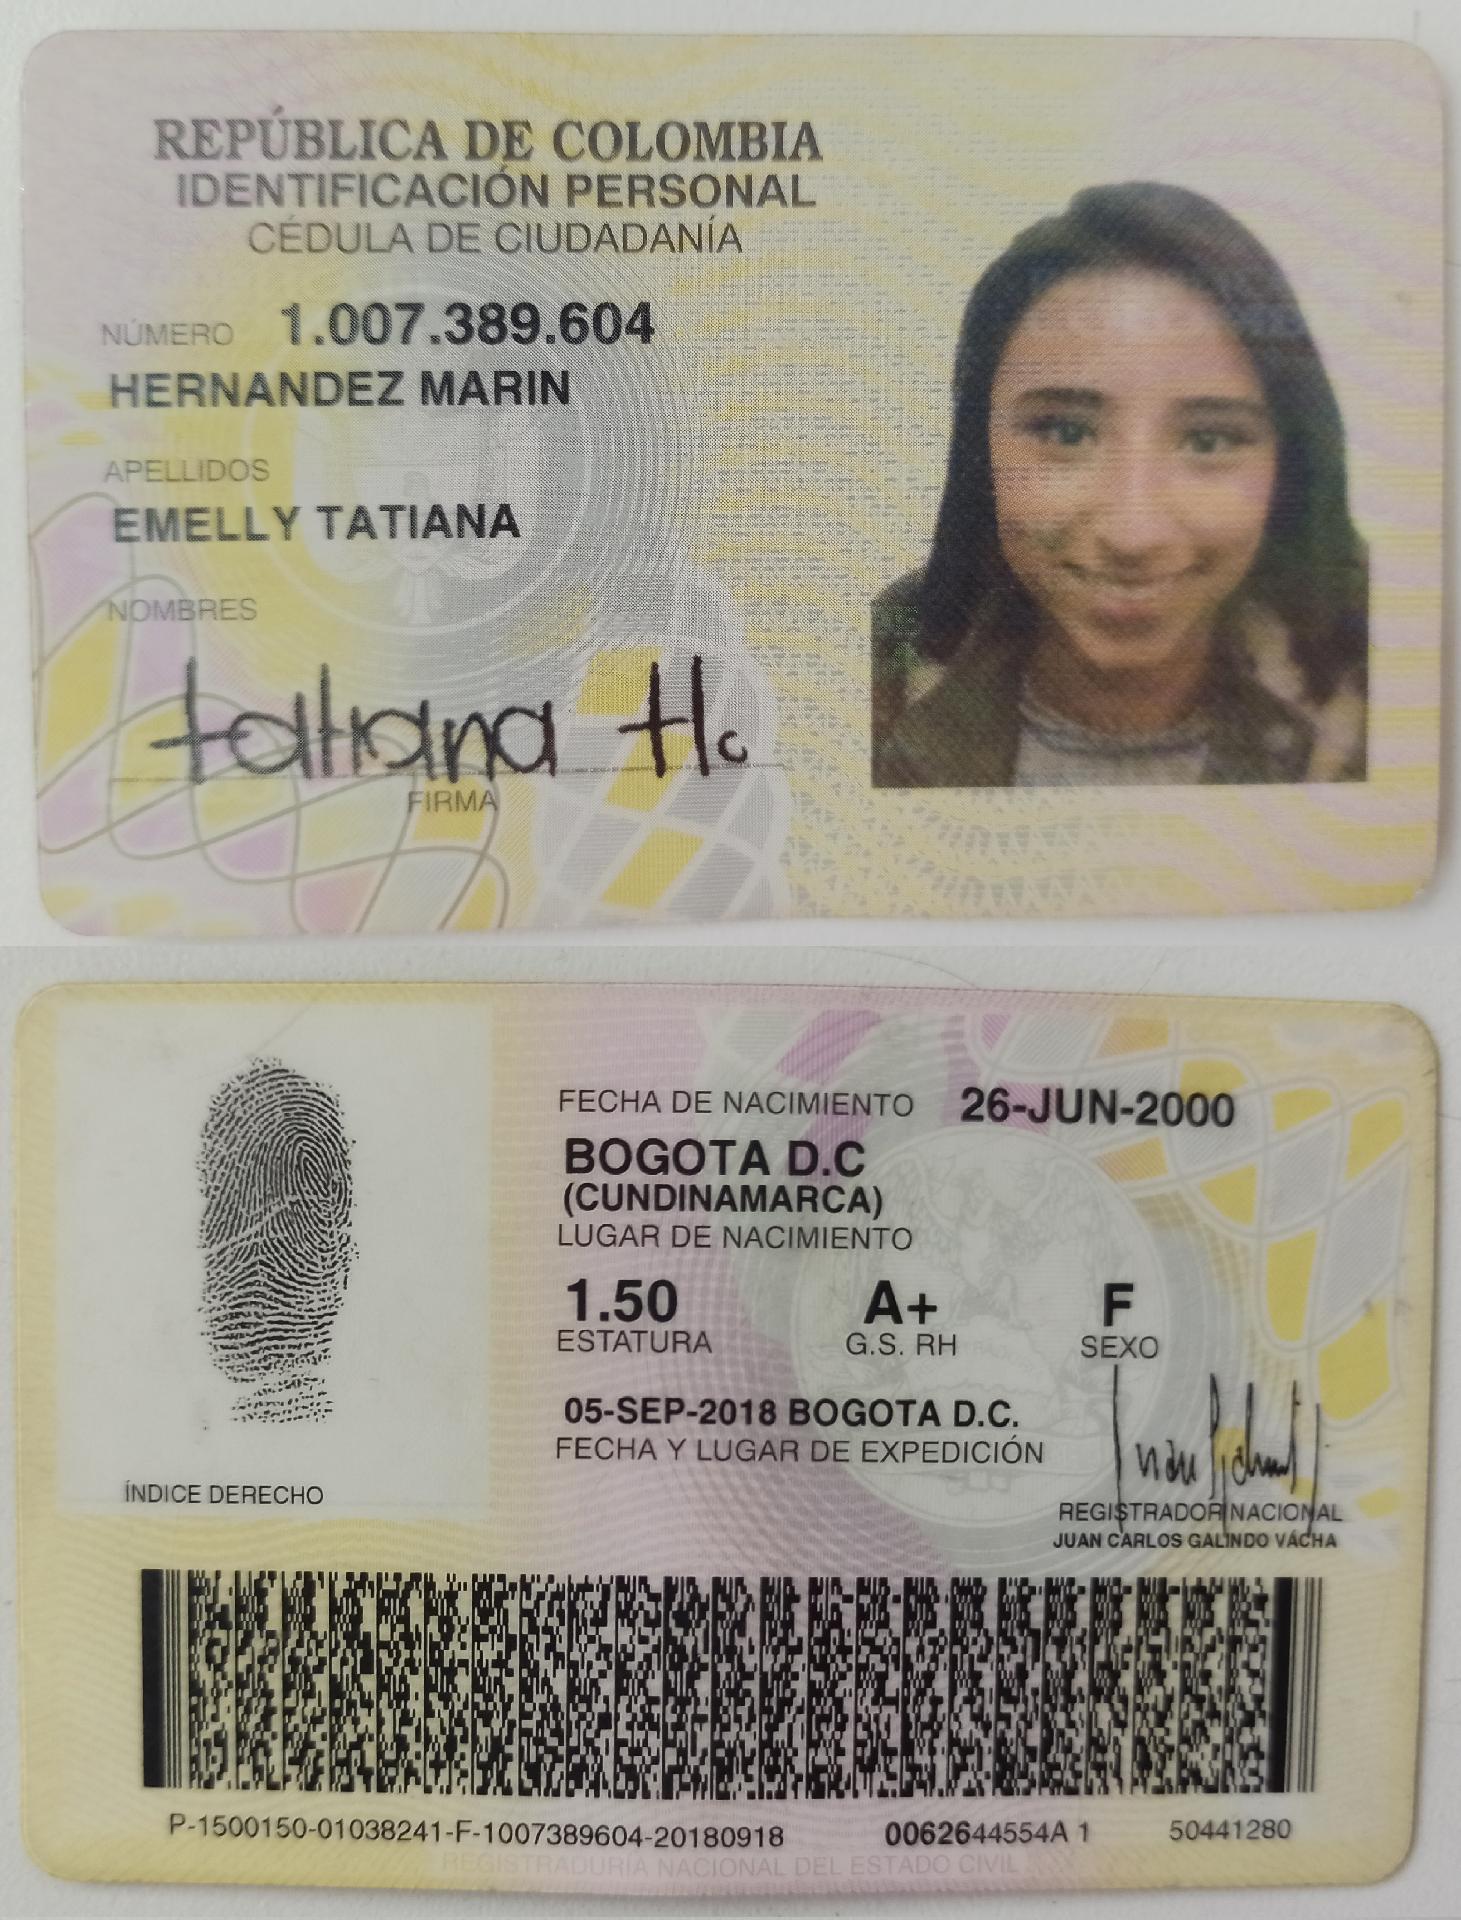 REPÚBLICA DE COLOMBIA
IDENTIFICACIÓN PERSONAL
CÉDULA DE CIUDADANÍA
NÚMERO 1.007.389.604
HERNANDEZ MARIN
APELLIDOS
EMELLY TATIANA
NOMBRES
tatiana
FIRMA
FECHA DE NACIMIENTO 26-JUN-2000
BOGOTA D.C
(CUNDINAMARCA)
LUGAR DE NACIMIENTO
1.50 A+ F
ESTATURA G.S. RH SEXO
05-SEP-2018 BOGOTA D.C.
FECHA Y LUGAR DE EXPEDICIÓN
ÍNDICE DERECHO
REGISTRADOR NACIONAL
JUAN CARLOS GALINDO VÁCHA
P-1500150-01038241-F-1007389604-20180918 0062644554A 1 50441280
REGISTRADURIA NACIONAL DEL ESTADO CIVIL